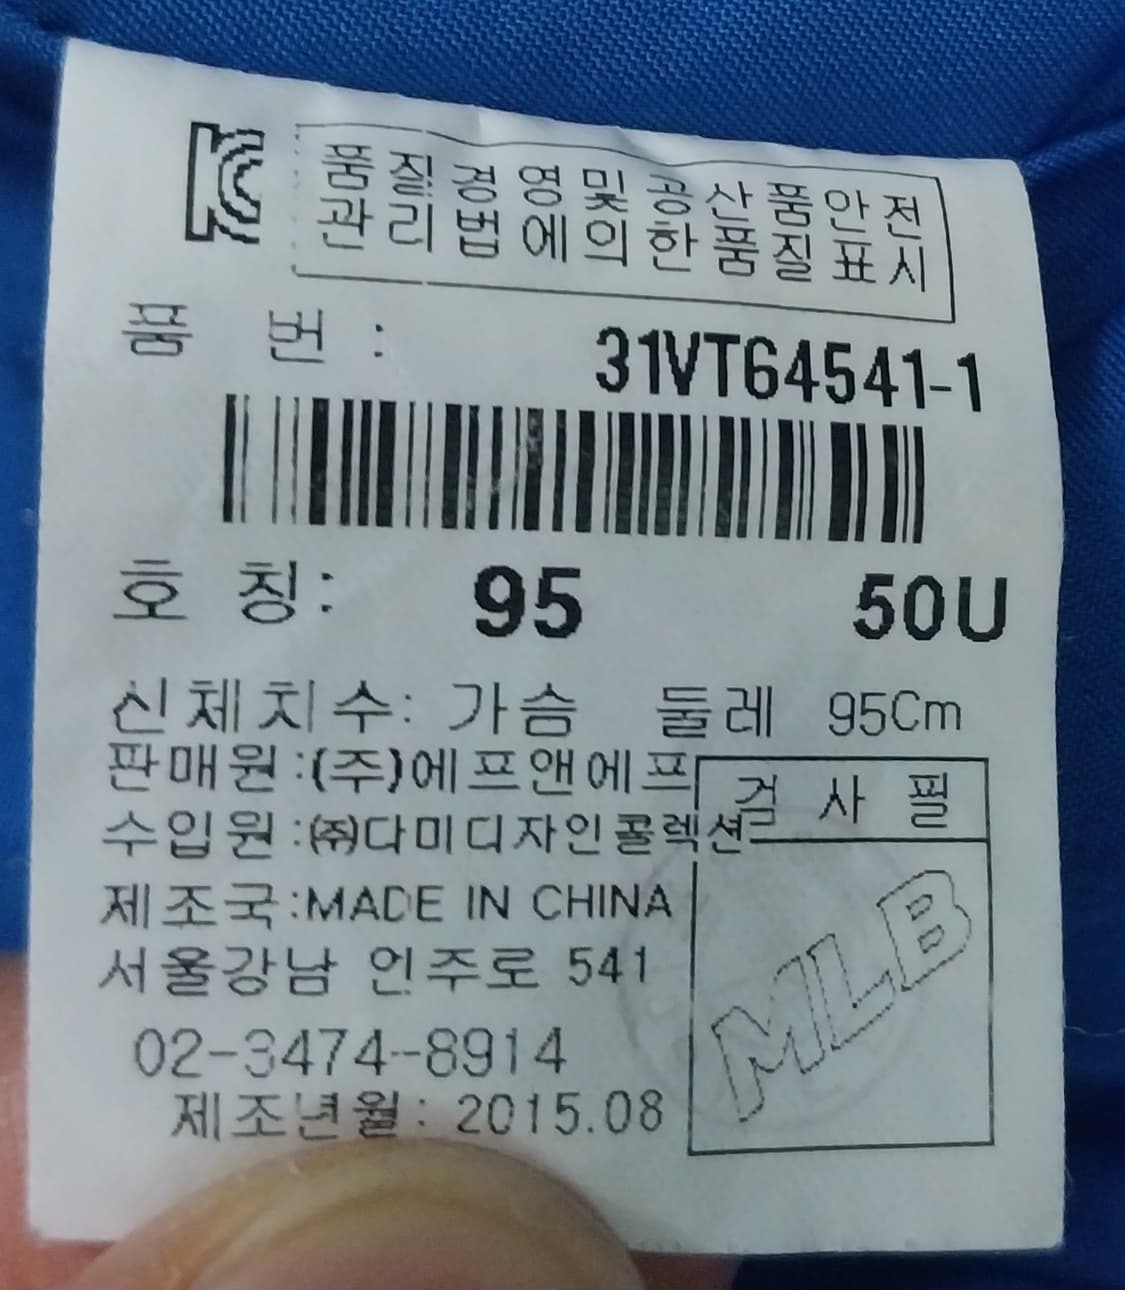 KC
품질경영및공산품안전
관리법에의한품질표시
품 번 : 31VT64541-1
호 칭: 95 50U
신체치수: 가슴 둘레 95Cm
판매원:(주)에프앤에프
검 사 필
수입원:㈜다미디자인콜렉션
제조국:MADE IN CHINA
MLB
서울강남 언주로 541
02-3474-8914
제조년월: 2015.08